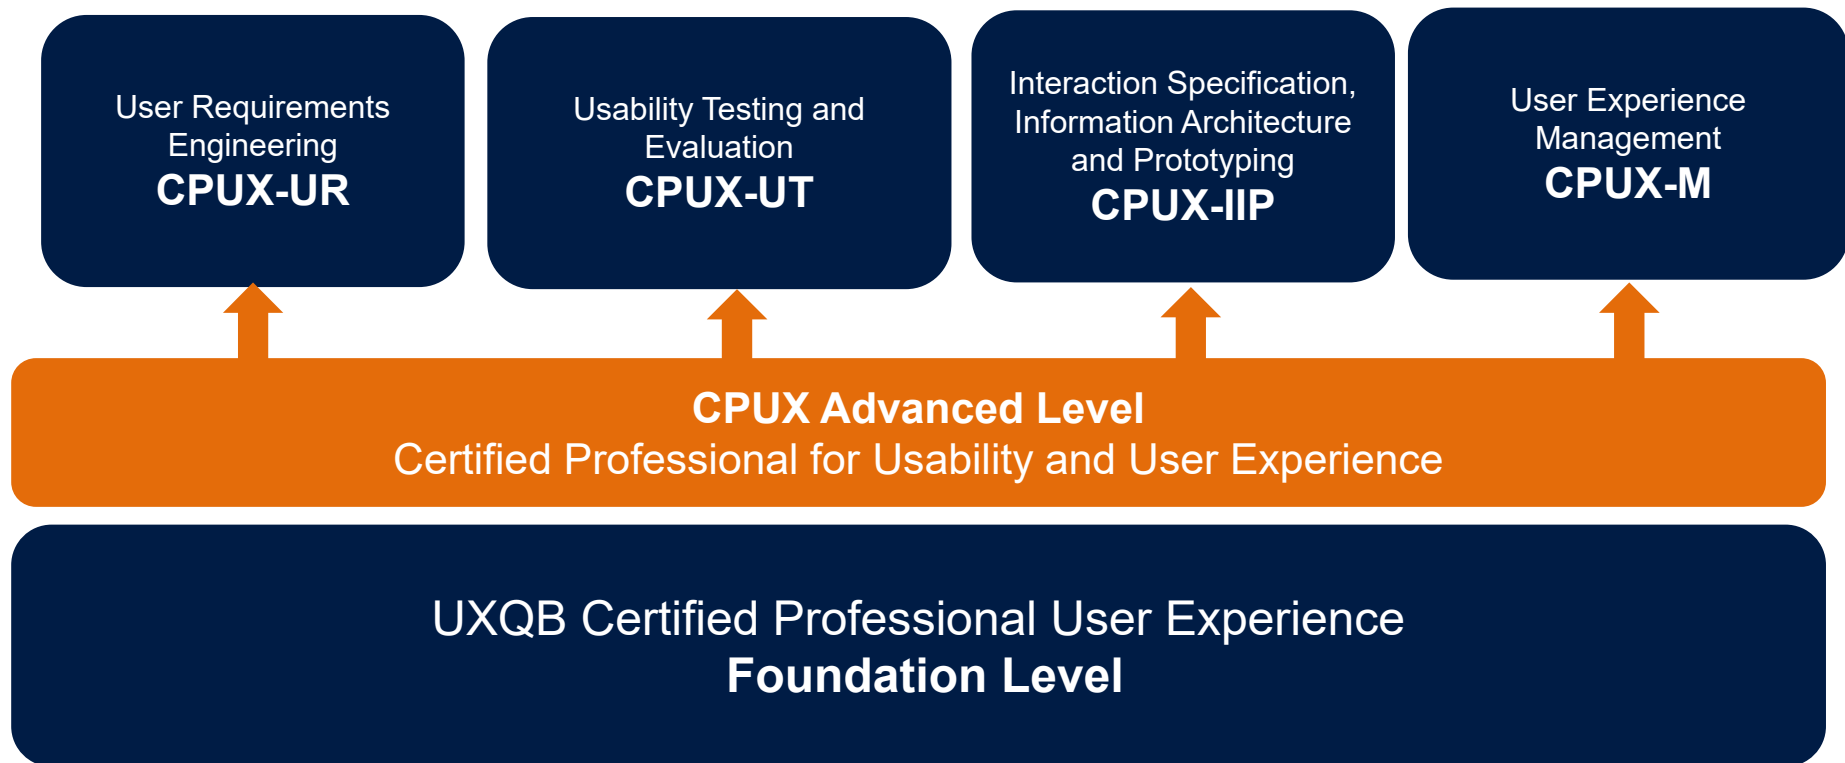 User Requirements
Engineering
CPUX-UR
Usability Testing and
Evaluation
CPUX-UT
Interaction Specification,
Information Architecture
and Prototyping
CPUX-IIP
User Experience
Management
CPUX-M
CPUX Advanced Level
Certified Professional for Usability and User Experience
UXQB Certified Professional User Experience
Foundation Level